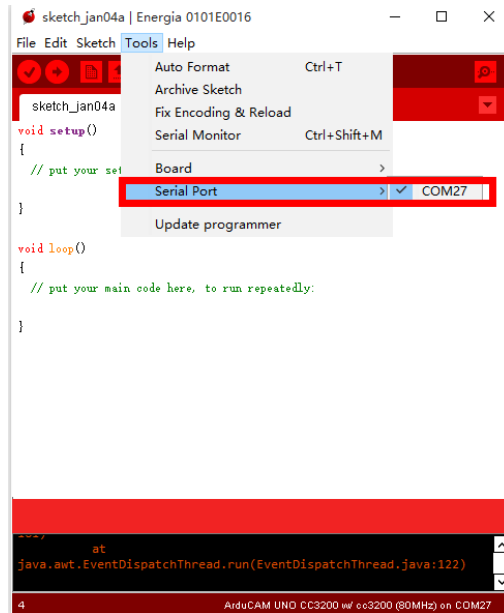 sketch_jan04a | Energia 0101E0016
File Edit Sketch Tools Help
Auto Format Ctrl+T
Archive Sketch
Fix Encoding & Reload
Serial Monitor Ctrl+Shift+M
Board
Serial Port COM27
Update programmer
sketch_jan04a
void setup()
{
// put your set
}
void loop()
{
// put your main code here, to run repeatedly:
}
at
java.awt.EventDispatchThread.run(EventDispatchThread.java:122)
4 ArduCAM UNO CC3200 w/ cc3200 (80MHz) on COM27